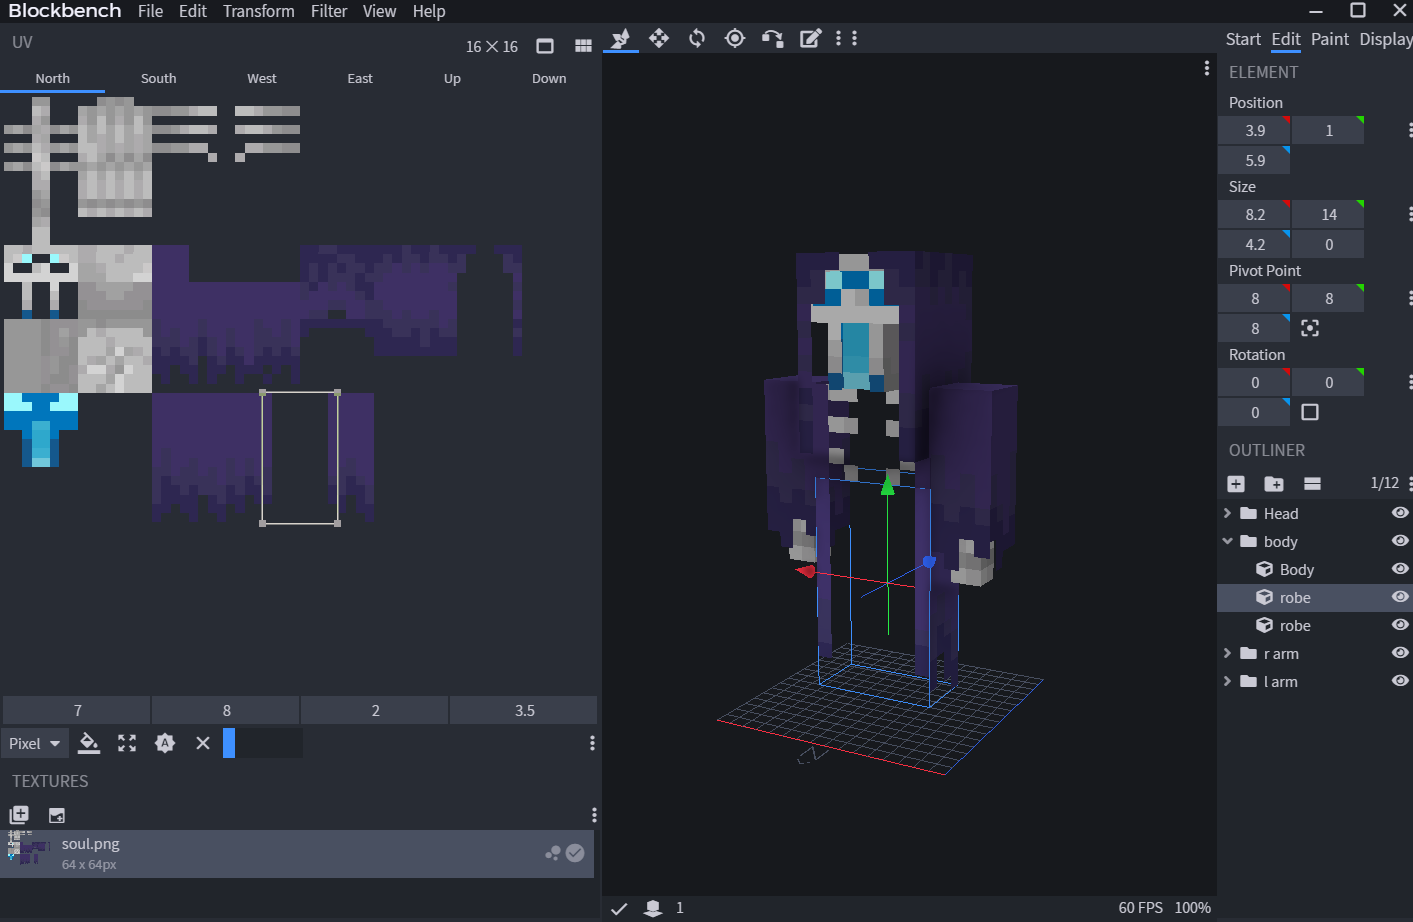 Blockbench File Edit Transform Filter View Help
UV
16 × 16
North South West East Up Down
Start Edit Paint Display
ELEMENT
Position
3.9 1
5.9
Size
8.2 14
4.2 0
Pivot Point
8 8
8
Rotation
0 0
0
OUTLINER
1/12
Head
body
Body
robe
robe
r arm
l arm
7 8 2 3.5
Pixel
TEXTURES
soul.png
64 x 64px
1
60 FPS 100%